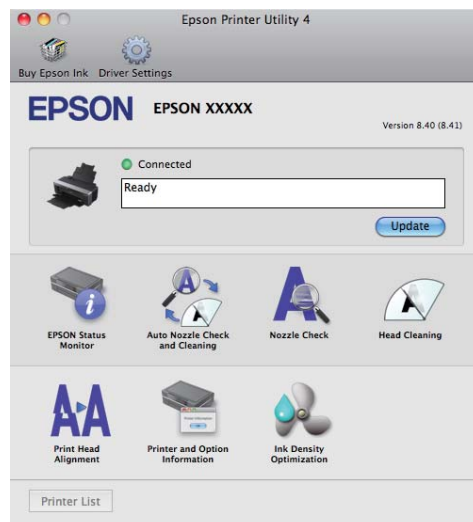 Epson Printer Utility 4
Buy Epson Ink Driver Settings
EPSON EPSON XXXXX
Version 8.40 (8.41)
Connected
Ready
Update
EPSON Status
Monitor
Auto Nozzle Check
and Cleaning
Nozzle Check
Head Cleaning
Print Head
Alignment
Printer and Option
Information
Ink Density
Optimization
Printer List